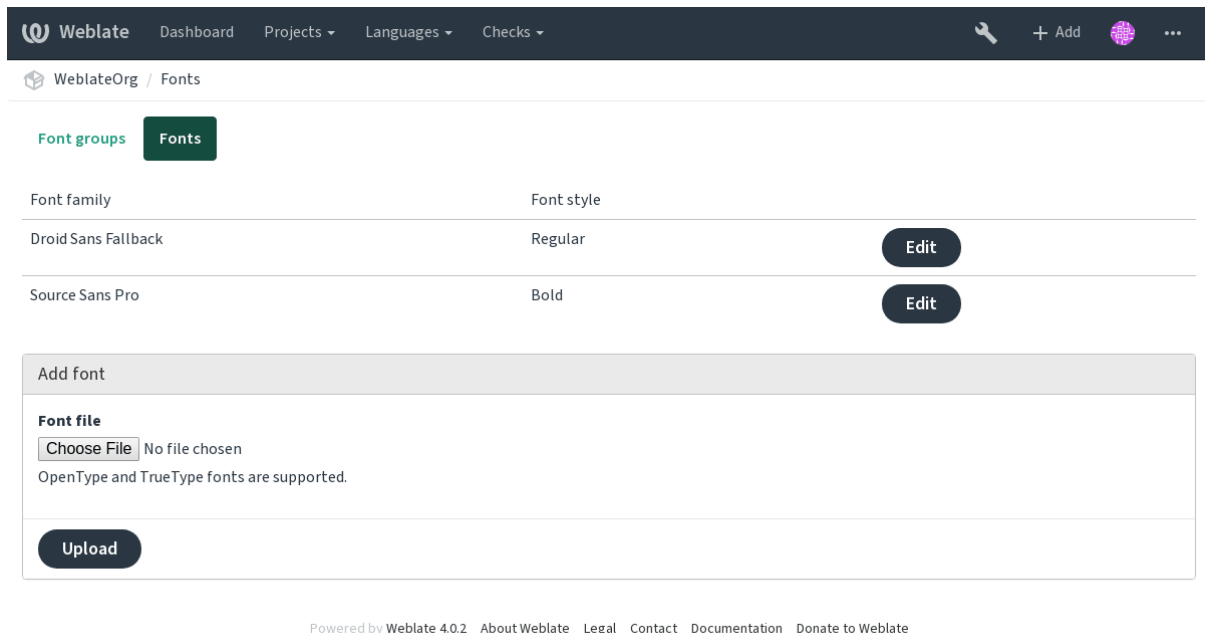 Weblate Dashboard Projects Languages Checks + Add ...
WeblateOrg / Fonts
Font groups Fonts
Font family Font style
Droid Sans Fallback Regular Edit
Source Sans Pro Bold Edit
Add font
Font file
Choose File No file chosen
OpenType and TrueType fonts are supported.
Upload
Powered by Weblate 4.0.2 About Weblate Legal Contact Documentation Donate to Weblate